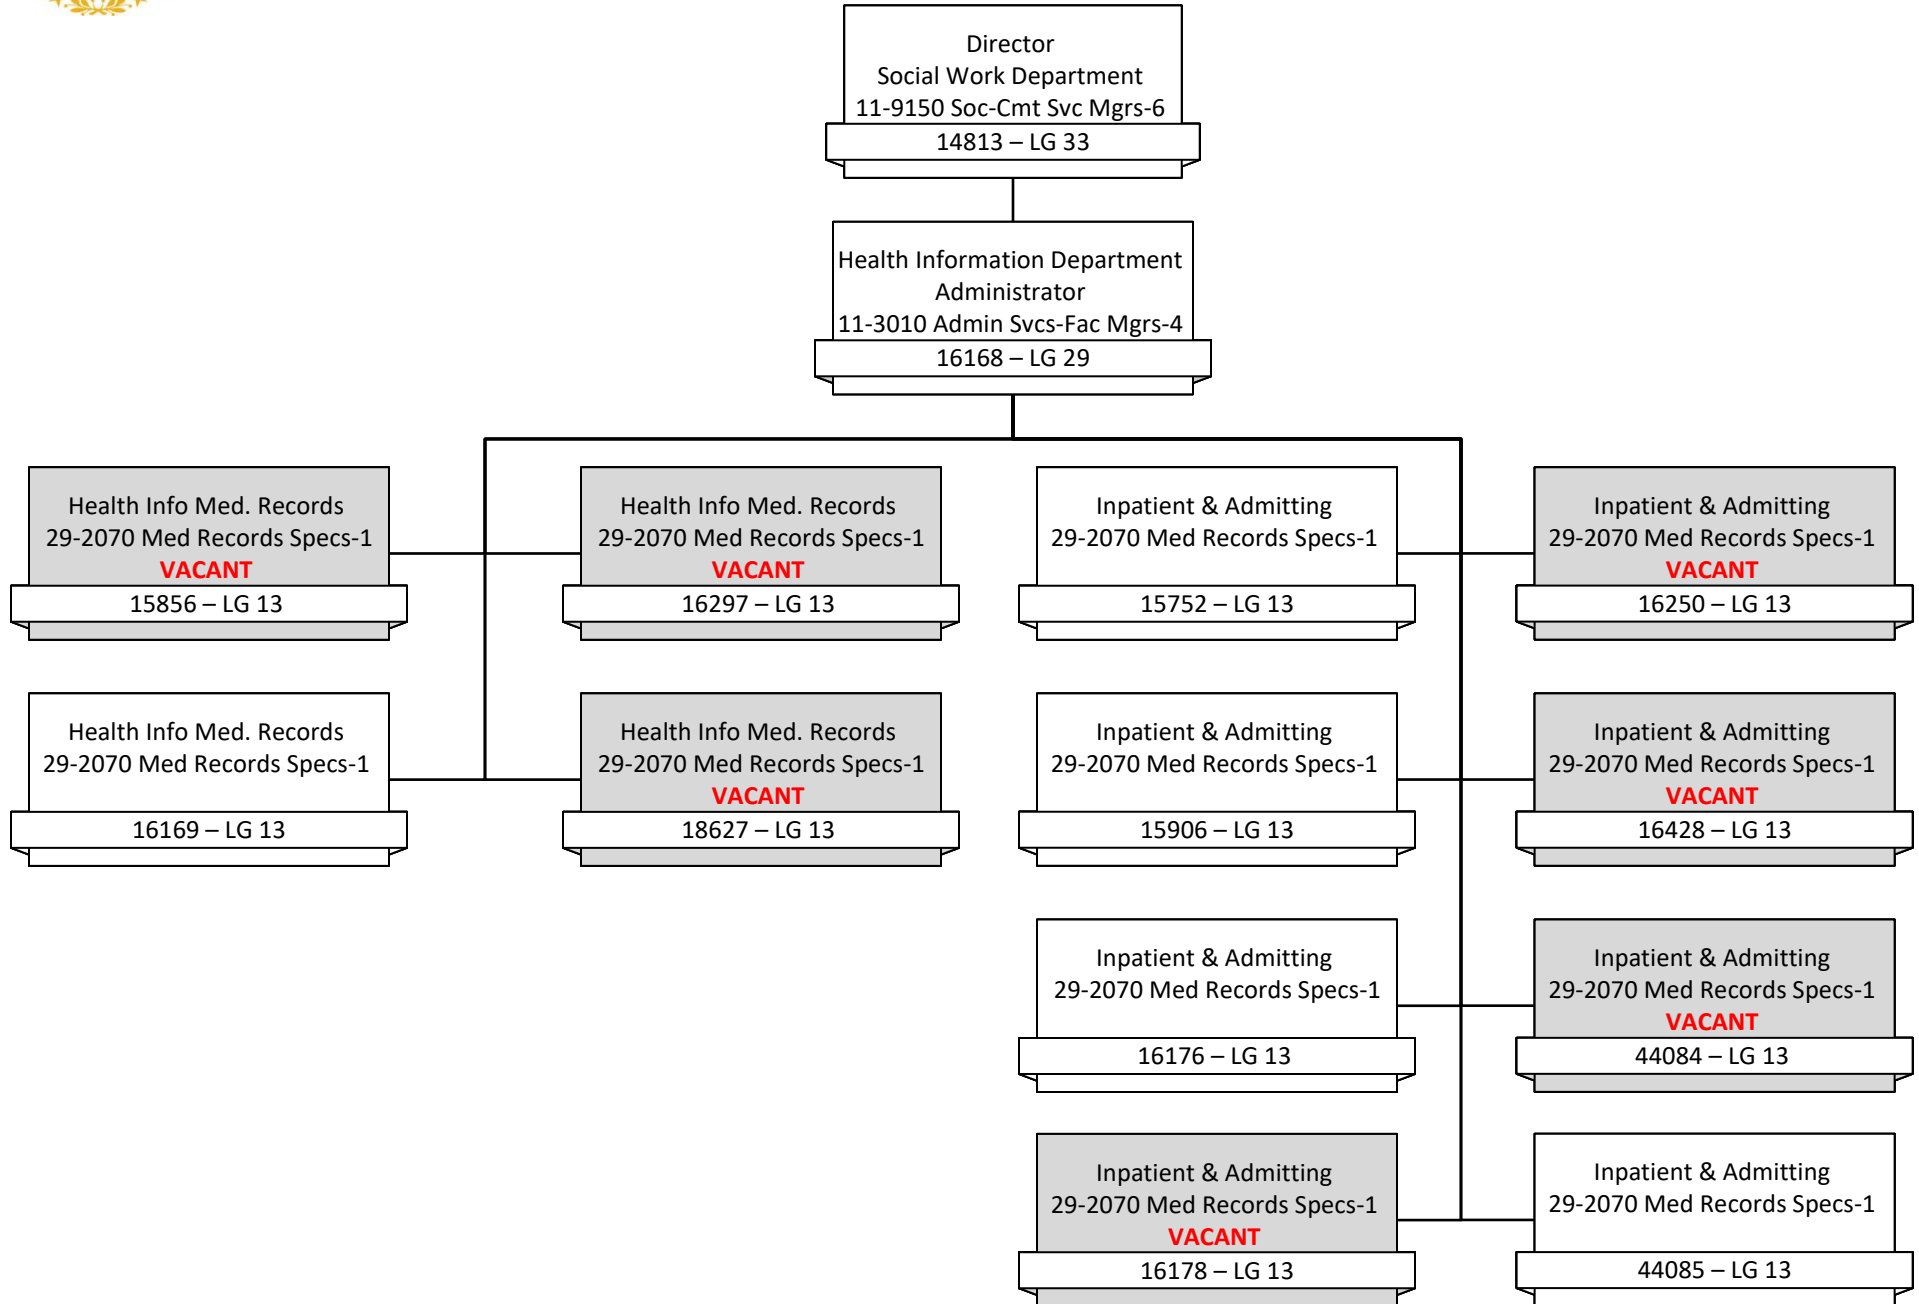 Director
Social Work Department
11-9150 Soc-Cmt Svc Mgrs-6
14813 – LG 33
Health Information Department
Administrator
11-3010 Admin Svcs-Fac Mgrs-4
16168 – LG 29
Health Info Med. Records
29-2070 Med Records Specs-1
VACANT
15856 – LG 13
Health Info Med. Records
29-2070 Med Records Specs-1
VACANT
16297 – LG 13
Inpatient & Admitting
29-2070 Med Records Specs-1
15752 – LG 13
Inpatient & Admitting
29-2070 Med Records Specs-1
VACANT
16250 – LG 13
Health Info Med. Records
29-2070 Med Records Specs-1
16169 – LG 13
Health Info Med. Records
29-2070 Med Records Specs-1
VACANT
18627 – LG 13
Inpatient & Admitting
29-2070 Med Records Specs-1
15906 – LG 13
Inpatient & Admitting
29-2070 Med Records Specs-1
VACANT
16428 – LG 13
Inpatient & Admitting
29-2070 Med Records Specs-1
16176 – LG 13
Inpatient & Admitting
29-2070 Med Records Specs-1
VACANT
44084 – LG 13
Inpatient & Admitting
29-2070 Med Records Specs-1
VACANT
16178 – LG 13
Inpatient & Admitting
29-2070 Med Records Specs-1
44085 – LG 13